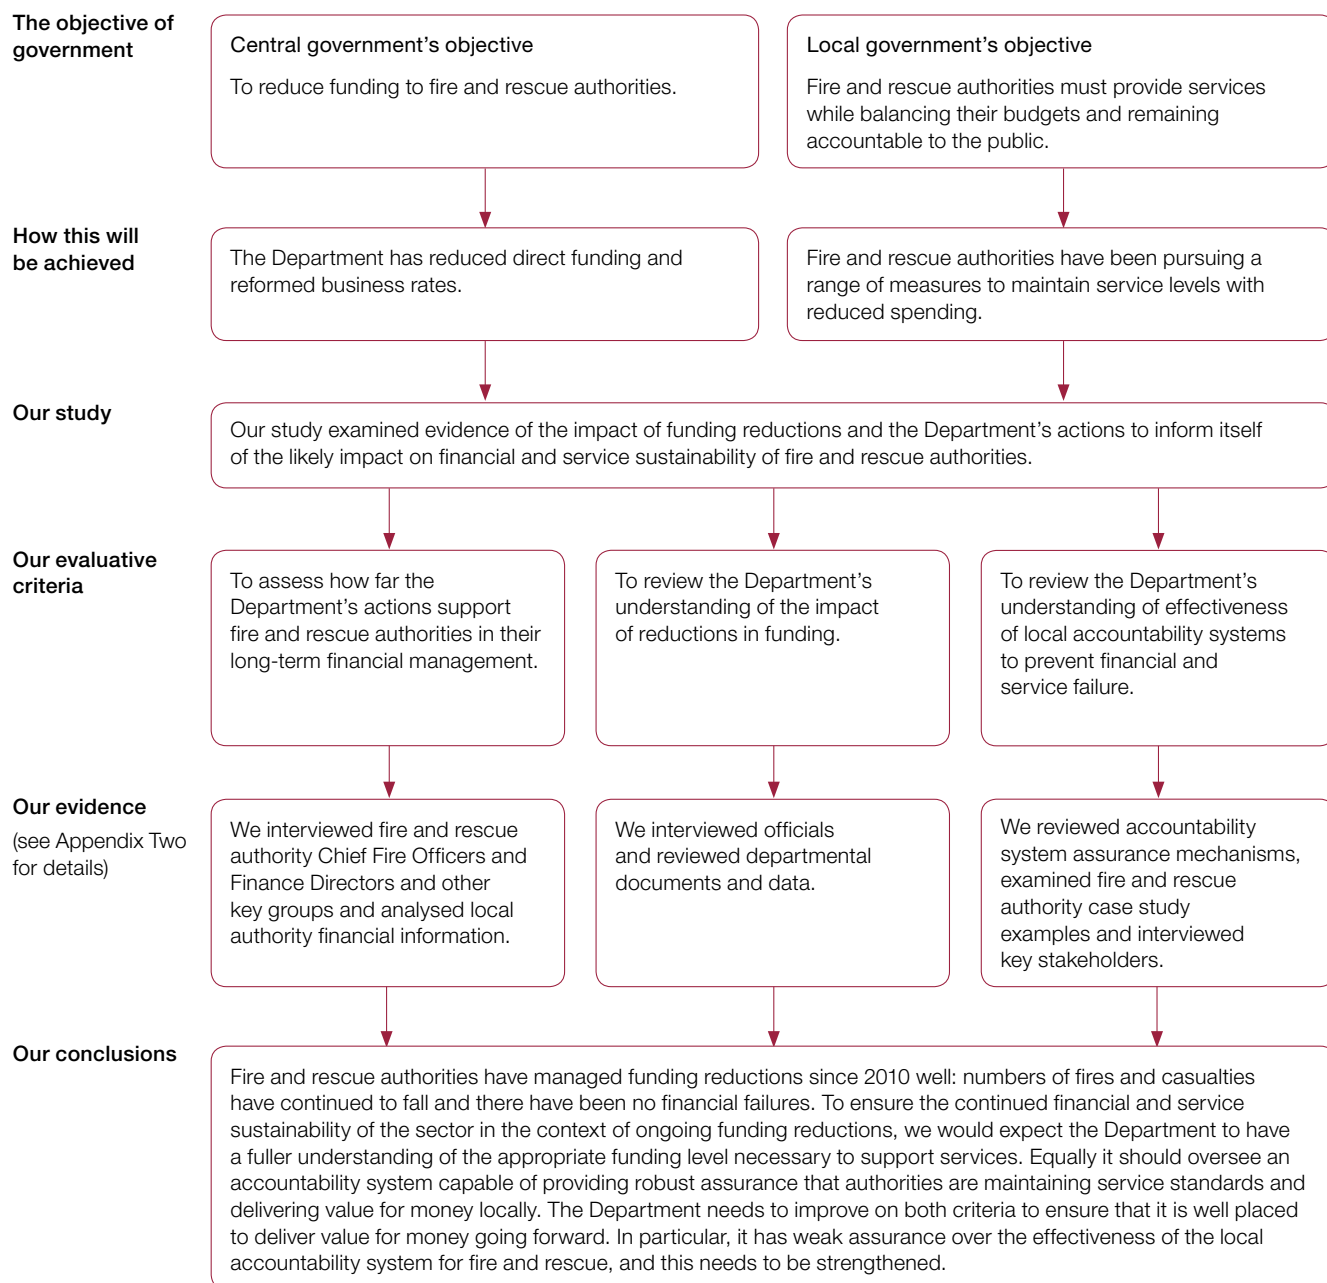 The objective of
government
Central government’s objective
To reduce funding to fire and rescue authorities.
Local government’s objective
Fire and rescue authorities must provide services
while balancing their budgets and remaining
accountable to the public.
How this will
be achieved
The Department has reduced direct funding and
reformed business rates.
Fire and rescue authorities have been pursuing a
range of measures to maintain service levels with
reduced spending.
Our study
Our study examined evidence of the impact of funding reductions and the Department’s actions to inform itself
of the likely impact on financial and service sustainability of fire and rescue authorities.
Our evaluative
criteria
To assess how far the
Department’s actions support
fire and rescue authorities in their
long-term financial management.
To review the Department’s
understanding of the impact
of reductions in funding.
To review the Department’s
understanding of effectiveness
of local accountability systems
to prevent financial and
service failure.
Our evidence
(see Appendix Two
for details)
We interviewed fire and rescue
authority Chief Fire Officers and
Finance Directors and other
key groups and analysed local
authority financial information.
We interviewed officials
and reviewed departmental
documents and data.
We reviewed accountability
system assurance mechanisms,
examined fire and rescue
authority case study
examples and interviewed
key stakeholders.
Our conclusions
Fire and rescue authorities have managed funding reductions since 2010 well: numbers of fires and casualties
have continued to fall and there have been no financial failures. To ensure the continued financial and service
sustainability of the sector in the context of ongoing funding reductions, we would expect the Department to have
a fuller understanding of the appropriate funding level necessary to support services. Equally it should oversee an
accountability system capable of providing robust assurance that authorities are maintaining service standards and
delivering value for money locally. The Department needs to improve on both criteria to ensure that it is well placed
to deliver value for money going forward. In particular, it has weak assurance over the effectiveness of the local
accountability system for fire and rescue, and this needs to be strengthened.